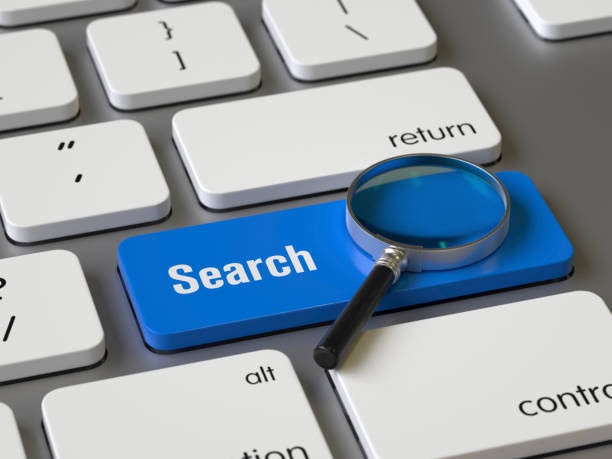 }
]
\
return
"
,
Search
?
/
alt
contro